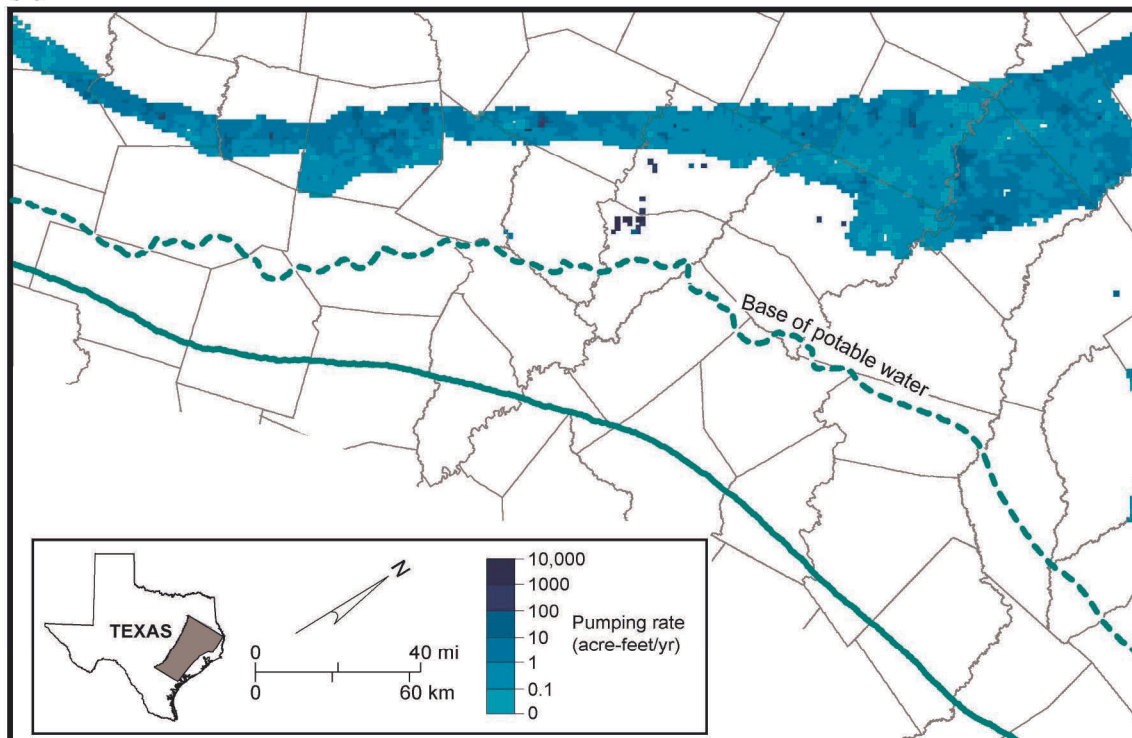 Base of potable water
TEXAS
N
0 40 mi
0 60 km
10,000
1000
100
10
1
0.1
0
Pumping rate
(acre-feet/yr)